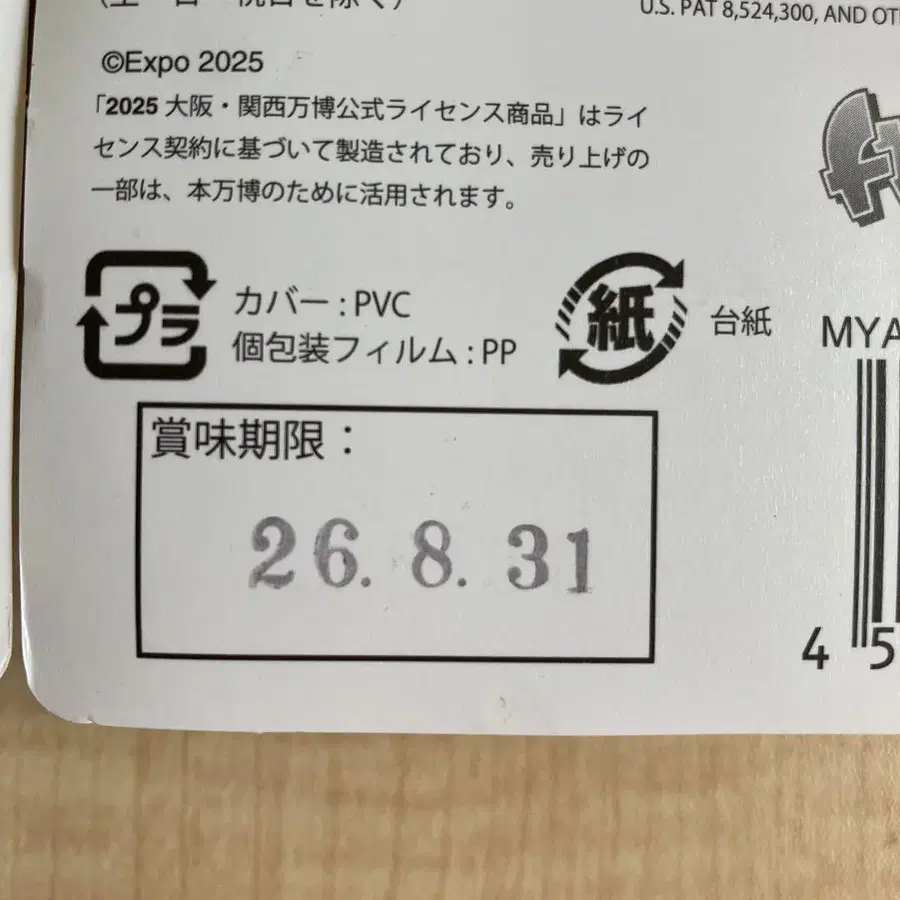 U.S. PAT 8,524,300, AND
©Expo 2025
「2025 大阪・関西万博公式ライセンス商品」はライ
センス契約に基づいて製造されており、売り上げの
一部は、本万博のために活用されます。
プラ
カバー : PVC
個包装フィルム : PP
紙
台紙
MYA
賞味期限：
26. 8. 31
4 5